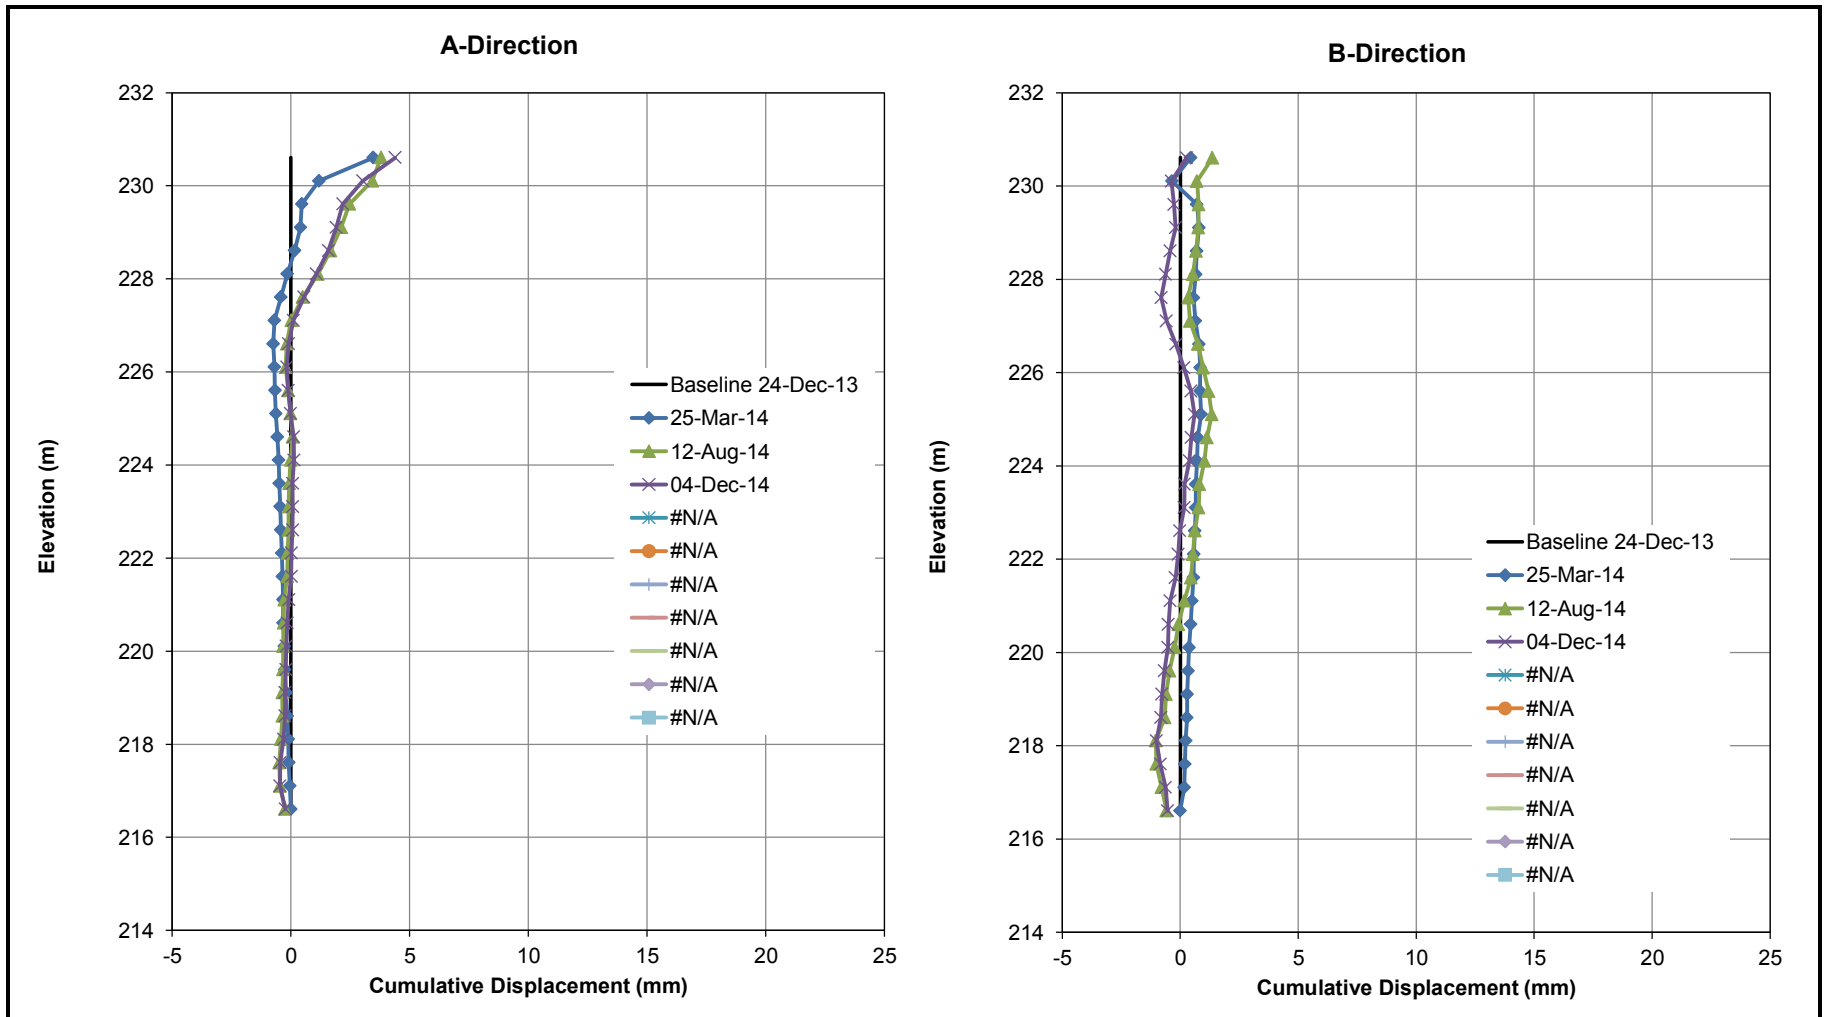 A-Direction
232
230
228
226
224
222
220
218
216
214
-5
0
5
10
15
20
25
Elevation (m)
Cumulative Displacement (mm)
Baseline 24-Dec-13
25-Mar-14
12-Aug-14
04-Dec-14
#N/A
#N/A
#N/A
#N/A
#N/A
#N/A
#N/A
B-Direction
232
230
228
226
224
222
220
218
216
214
-5
0
5
10
15
20
25
Elevation (m)
Cumulative Displacement (mm)
Baseline 24-Dec-13
25-Mar-14
12-Aug-14
04-Dec-14
#N/A
#N/A
#N/A
#N/A
#N/A
#N/A
#N/A